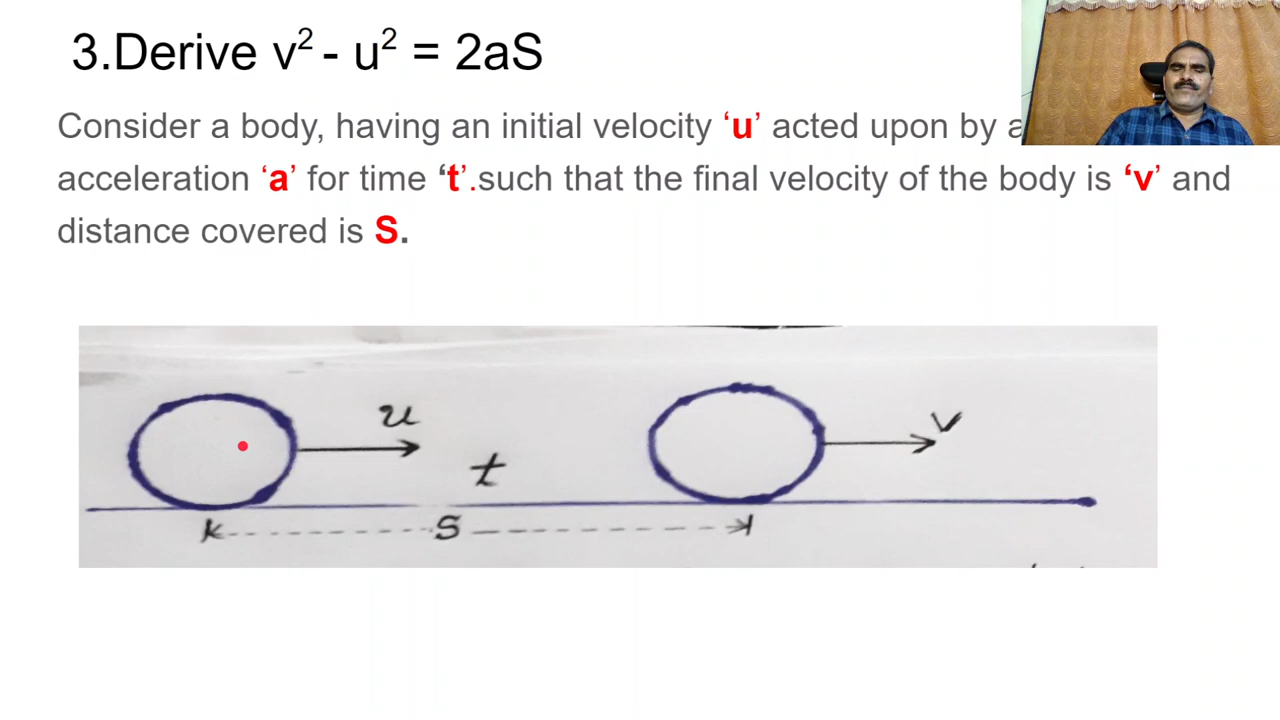 3.Derive v² - u² = 2aS
Consider a body, having an initial velocity ‘u’ acted upon by a
acceleration ‘a’ for time ‘t’.such that the final velocity of the body is ‘v’ and
distance covered is S.
u
v
t
S